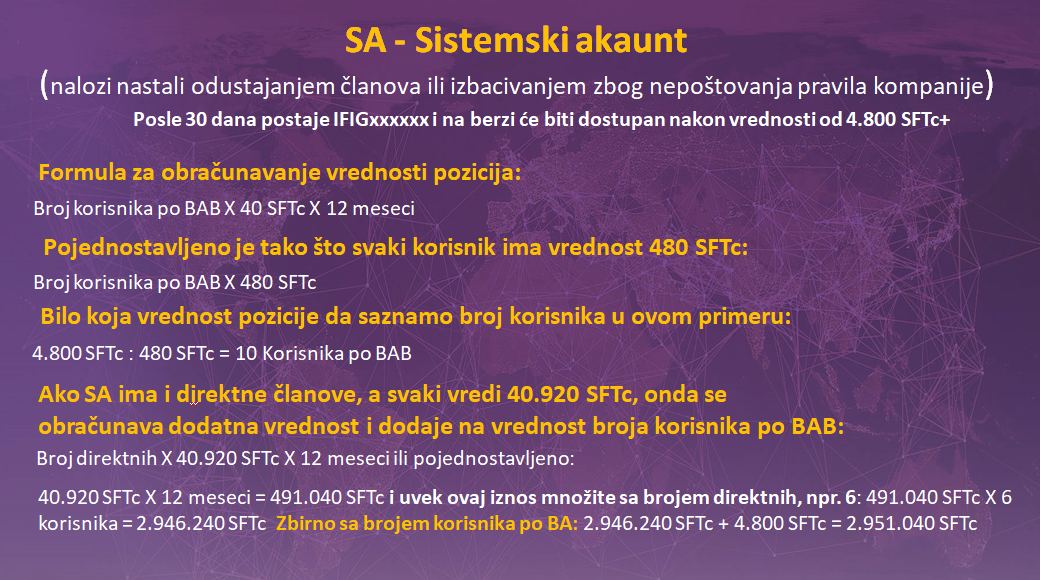 SA - Sistemski akaunt
(nalozi nastali odustajanjem članova ili izbacivanjem zbog nepoštovanja pravila kompanije)
Posle 30 dana postaje IFIGxxxxxx i na berzi će biti dostupan nakon vrednosti od 4.800 SFTc+
Formula za obračunavanje vrednosti pozicija:
Broj korisnika po BAB X 40 SFTc X 12 meseci
Pojednostavljeno je tako što svaki korisnik ima vrednost 480 SFTc:
Broj korisnika po BAB X 480 SFTc
Bilo koja vrednost pozicije da saznamo broj korisnika u ovom primeru:
4.800 SFTc : 480 SFTc = 10 Korisnika po BAB
Ako SA ima i direktne članove, a svaki vredi 40.920 SFTc, onda se
obračunava dodatna vrednost i dodaje na vrednost broja korisnika po BAB:
Broj direktnih X 40.920 SFTc X 12 meseci ili pojednostavljeno:
40.920 SFTc X 12 meseci = 491.040 SFTc i uvek ovaj iznos množite sa brojem direktnih, npr. 6: 491.040 SFTc X 6
korisnika = 2.946.240 SFTc Zbirno sa brojem korisnika po BA: 2.946.240 SFTc + 4.800 SFTc = 2.951.040 SFTc